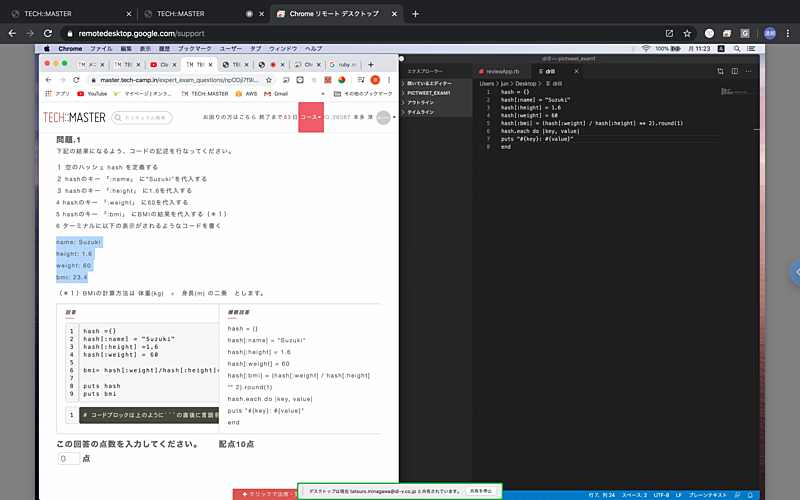 TECH::MASTER
TECH::MASTER
Chrome リモート デスクトップ
remotedesktop.google.com/support
Chrome ファイル 編集 表示 履歴 ブックマーク ユーザー タブ ウィンドウ ヘルプ
100%
月 11:23
drill — pictweet_exam1
ruby
master.tech-camp.in/expert_exam_questions/
アプリ YouTube マイページ | オンラ... TECH::MASTER AWS Gmail
その他のブックマーク
TECH::MASTER
カリキュラム検索
お困りの方はこちら 終了まで63日
コース
ID:26067 本多 淳
問題.1
下記の結果になるよう、コードの記述を行なってください。
1 空のハッシュ hash を定義する
2 hashのキー 「:name」 に"Suzuki"を代入する
3 hashのキー 「:height」 に1.6を代入する
4 hashのキー 「:weight」 に60を代入する
5 hashのキー 「:bmi」 にBMIの結果を代入する（＊1）
6 ターミナルに以下の表示がされるようなコードを書く
name: Suzuki
height: 1.6
weight: 60
bmi: 23.4
（＊1）BMIの計算方法は 体重(kg) ÷ 身長(m) の二乗 とします。
回答
1 hash ={}
2 hash[:name] = "Suzuki"
3 hash[:height] =1.6
4 hash[:weight] = 60
5
6 bmi= hash[:weight]/hash[:height]
7
8 puts hash
9 puts bmi
1 # コードブロックは上のように```の直後に言語名
模範回答
hash = {}
hash[:name] = "Suzuki"
hash[:height] = 1.6
hash[:weight] = 60
hash[:bmi] = (hash[:weight] / hash[:height]
** 2).round(1)
hash.each do |key, value|
puts "#{key}: #{value}"
end
この回答の点数を入力してください。 配点10点
0 点
クリックで出席・
デスクトップは現在 tatsuro.minagawa@di-v.co.jp と共有されています。
共有を停止
エクスプローラー
開いているエディター
PICTWEET_EXAM1
アウトライン
タイムライン
reviewApp.rb
drill
Users > jun > Desktop > drill
1 hash = {}
2 hash[:name] = "Suzuki"
3 hash[:height] = 1.6
4 hash[:weight] = 60
5 hash[:bmi] = (hash[:weight] / hash[:height] ** 2).round(1)
6 hash.each do |key, value|
7 puts "#{key}: #{value}"
8 end
行 7、列 24 スペース: 2 UTF-8 LF プレーンテキスト